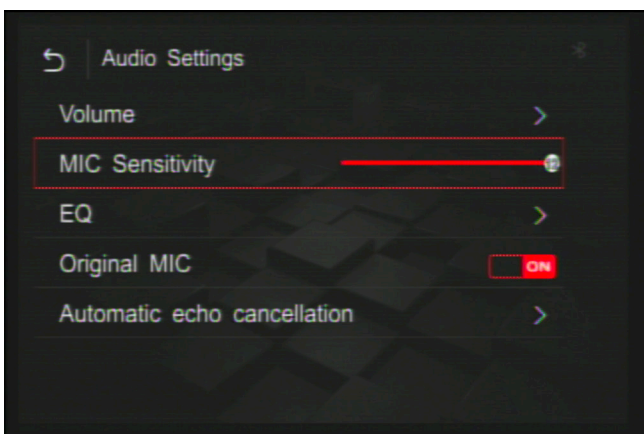 Audio Settings
Volume
MIC Sensitivity
EQ
Original MIC ON
Automatic echo cancellation